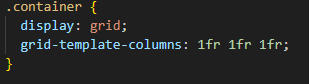 .container {
  display: grid;
  grid-template-columns: 1fr 1fr 1fr;
}